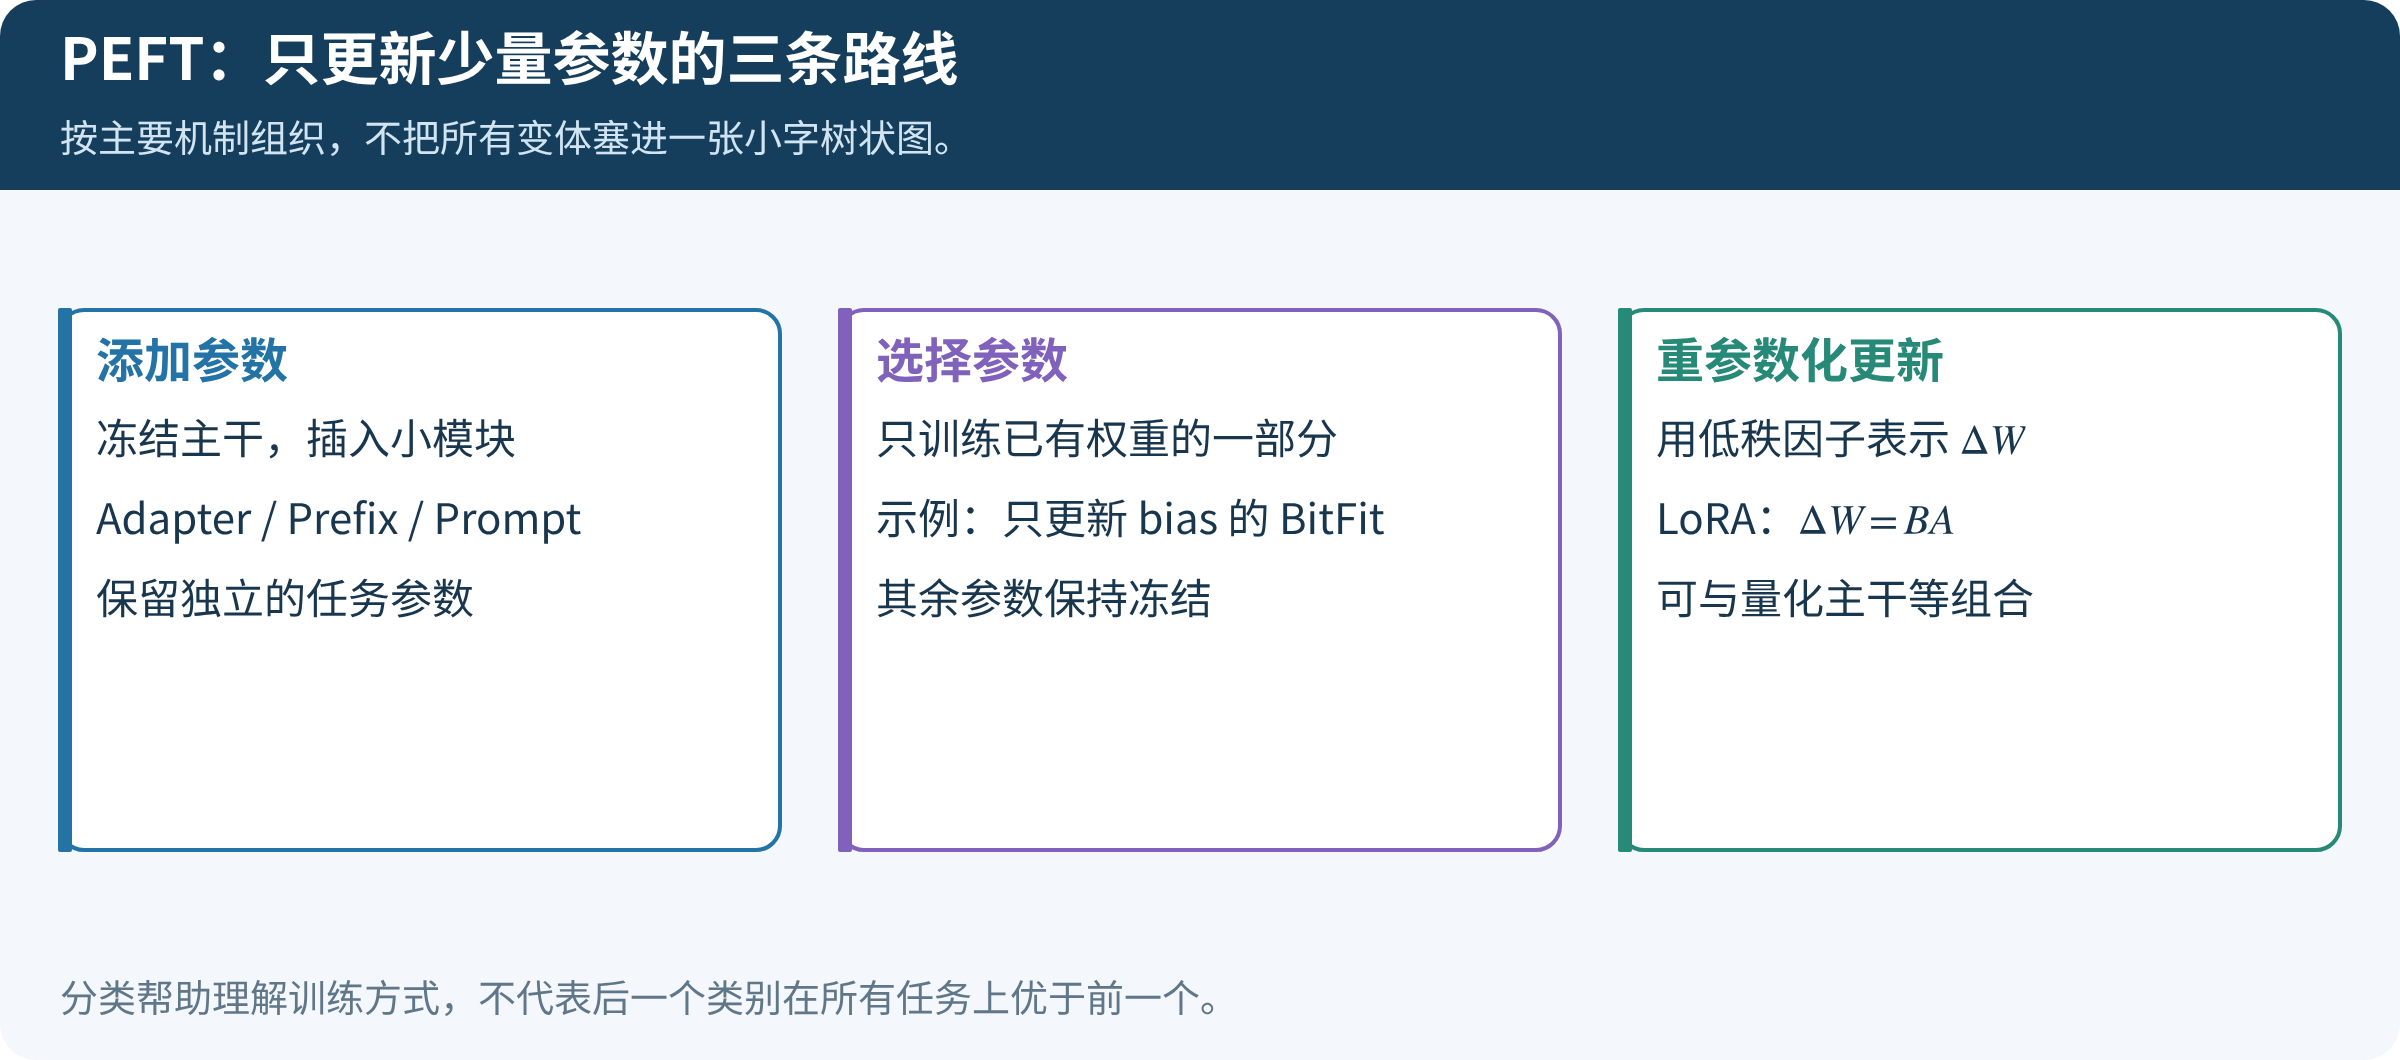 PEFT：只更新少量参数的三条路线
按主要机制组织，不把所有变体塞进一张小字树状图。
添加参数
冻结主干，插入小模块
Adapter / Prefix / Prompt
保留独立的任务参数
选择参数
只训练已有权重的一部分
示例：只更新 bias 的 BitFit
其余参数保持冻结
重参数化更新
用低秩因子表示 ΔW
LoRA：ΔW = BA
可与量化主干等组合
分类帮助理解训练方式，不代表后一个类别在所有任务上优于前一个。